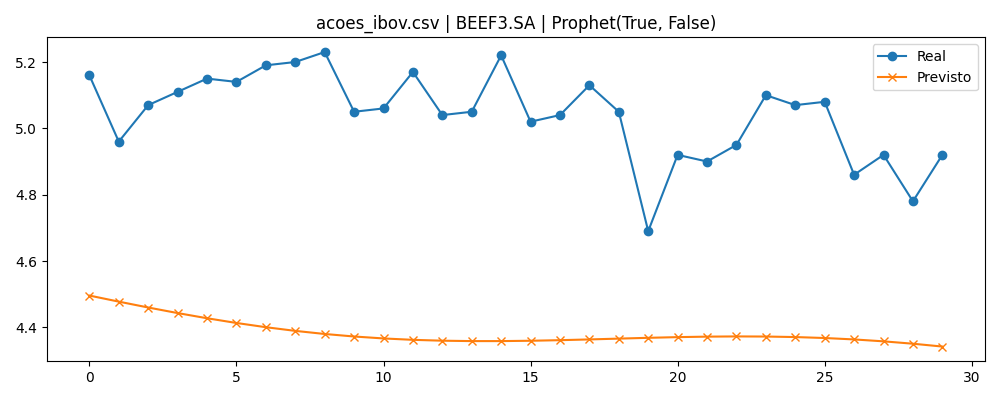 acoes_ibov.csv | BEEF3.SA | Prophet(True, False)
Real
Previsto
5.2
5.0
4.8
4.6
4.4
0 5 10 15 20 25 30